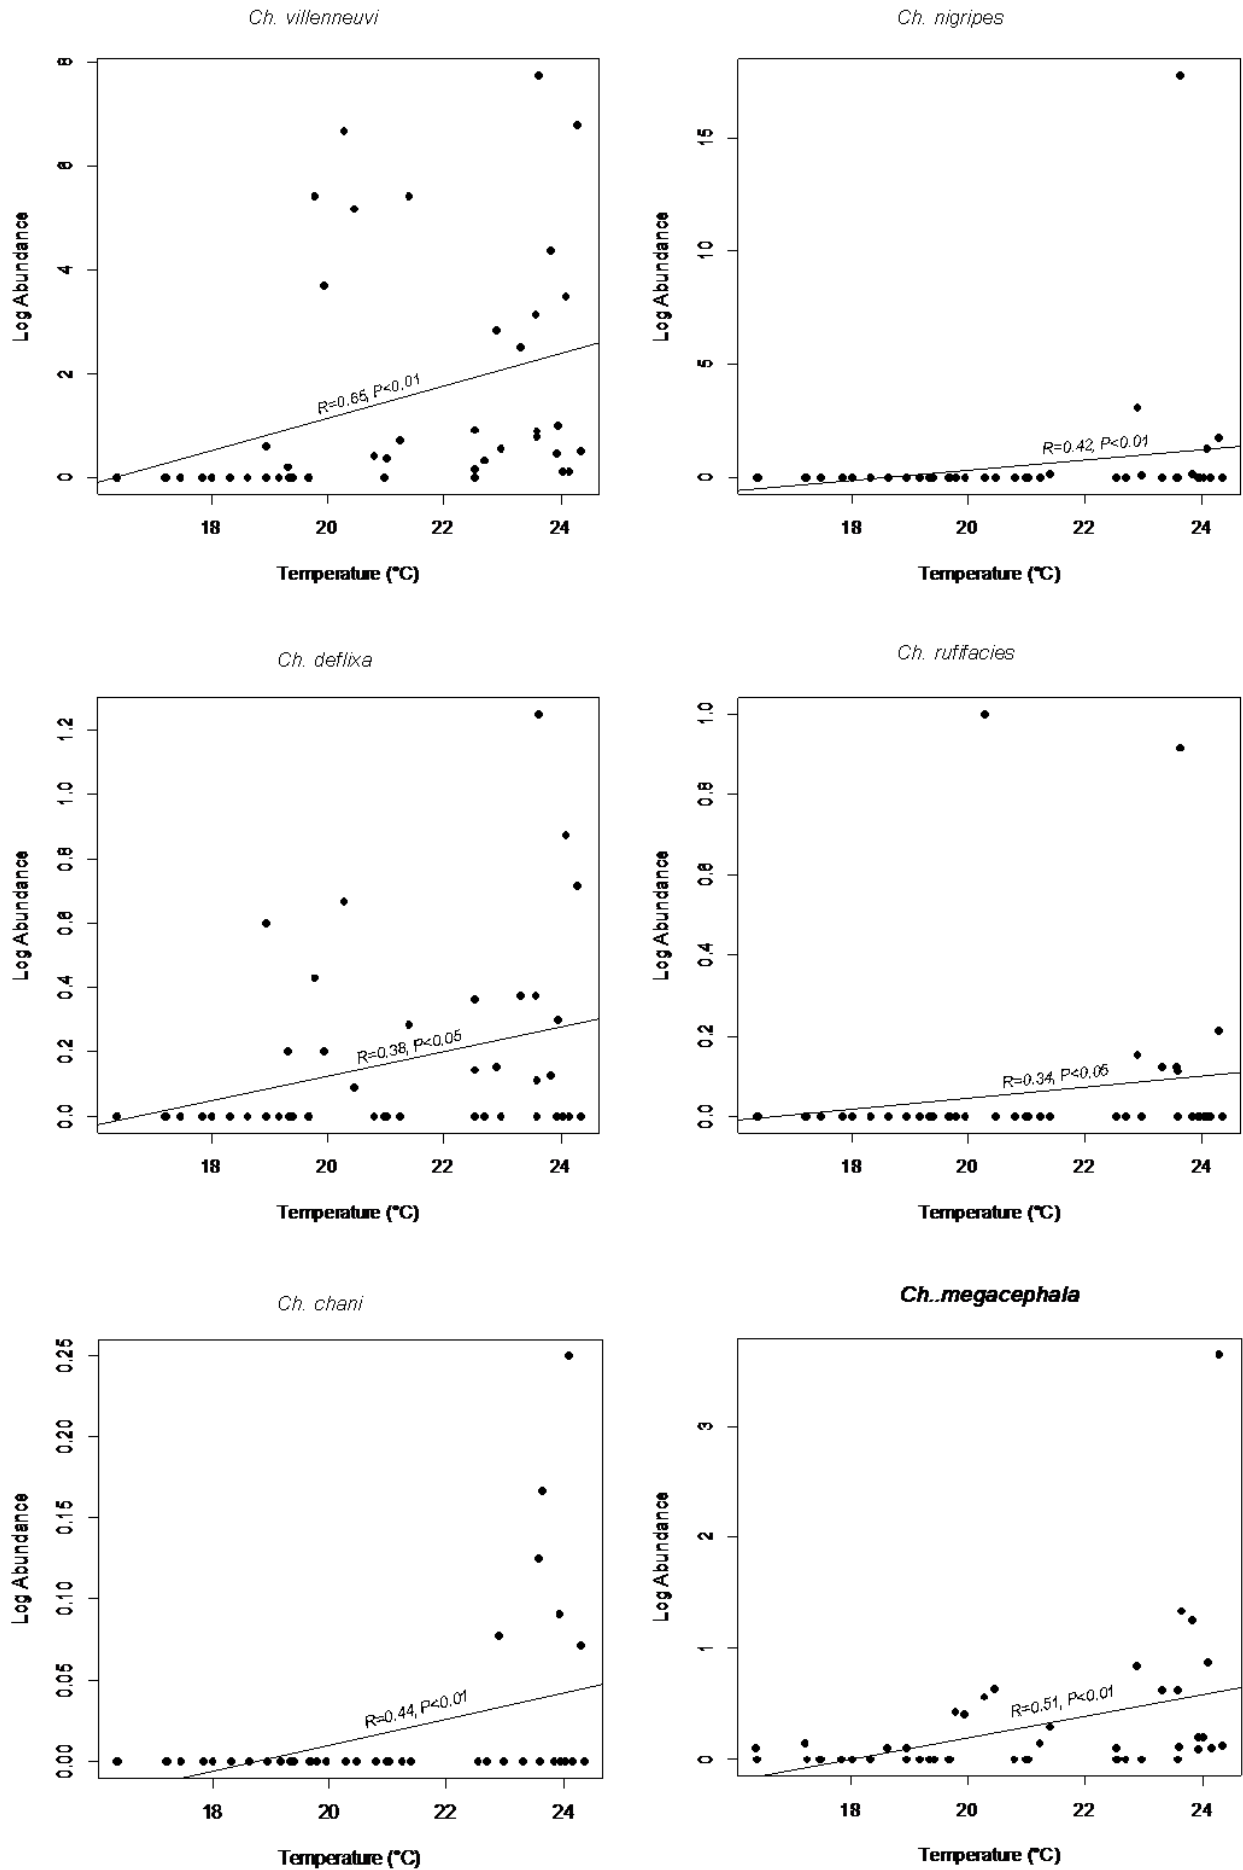 Ch. villenneuvi
Log Abundance
0 2 4 6 8
R=0.65, P<0.01
18 20 22 24
Temperature (°C)
Ch. nigripes
Log Abundance
0 5 10 15
R=0.42, P<0.01
18 20 22 24
Temperature (°C)
Ch. deflixa
Log Abundance
0.0 0.2 0.4 0.6 0.8 1.0 1.2
R=0.38, P<0.05
18 20 22 24
Temperature (°C)
Ch. rufifacies
Log Abundance
0.0 0.2 0.4 0.6 0.8 1.0
R=0.34, P<0.05
18 20 22 24
Temperature (°C)
Ch. chani
Log Abundance
0.00 0.05 0.10 0.15 0.20 0.25
R=0.44, P<0.01
18 20 22 24
Temperature (°C)
Ch..megacephala
Log Abundance
0 1 2 3
R=0.51, P<0.01
18 20 22 24
Temperature (°C)